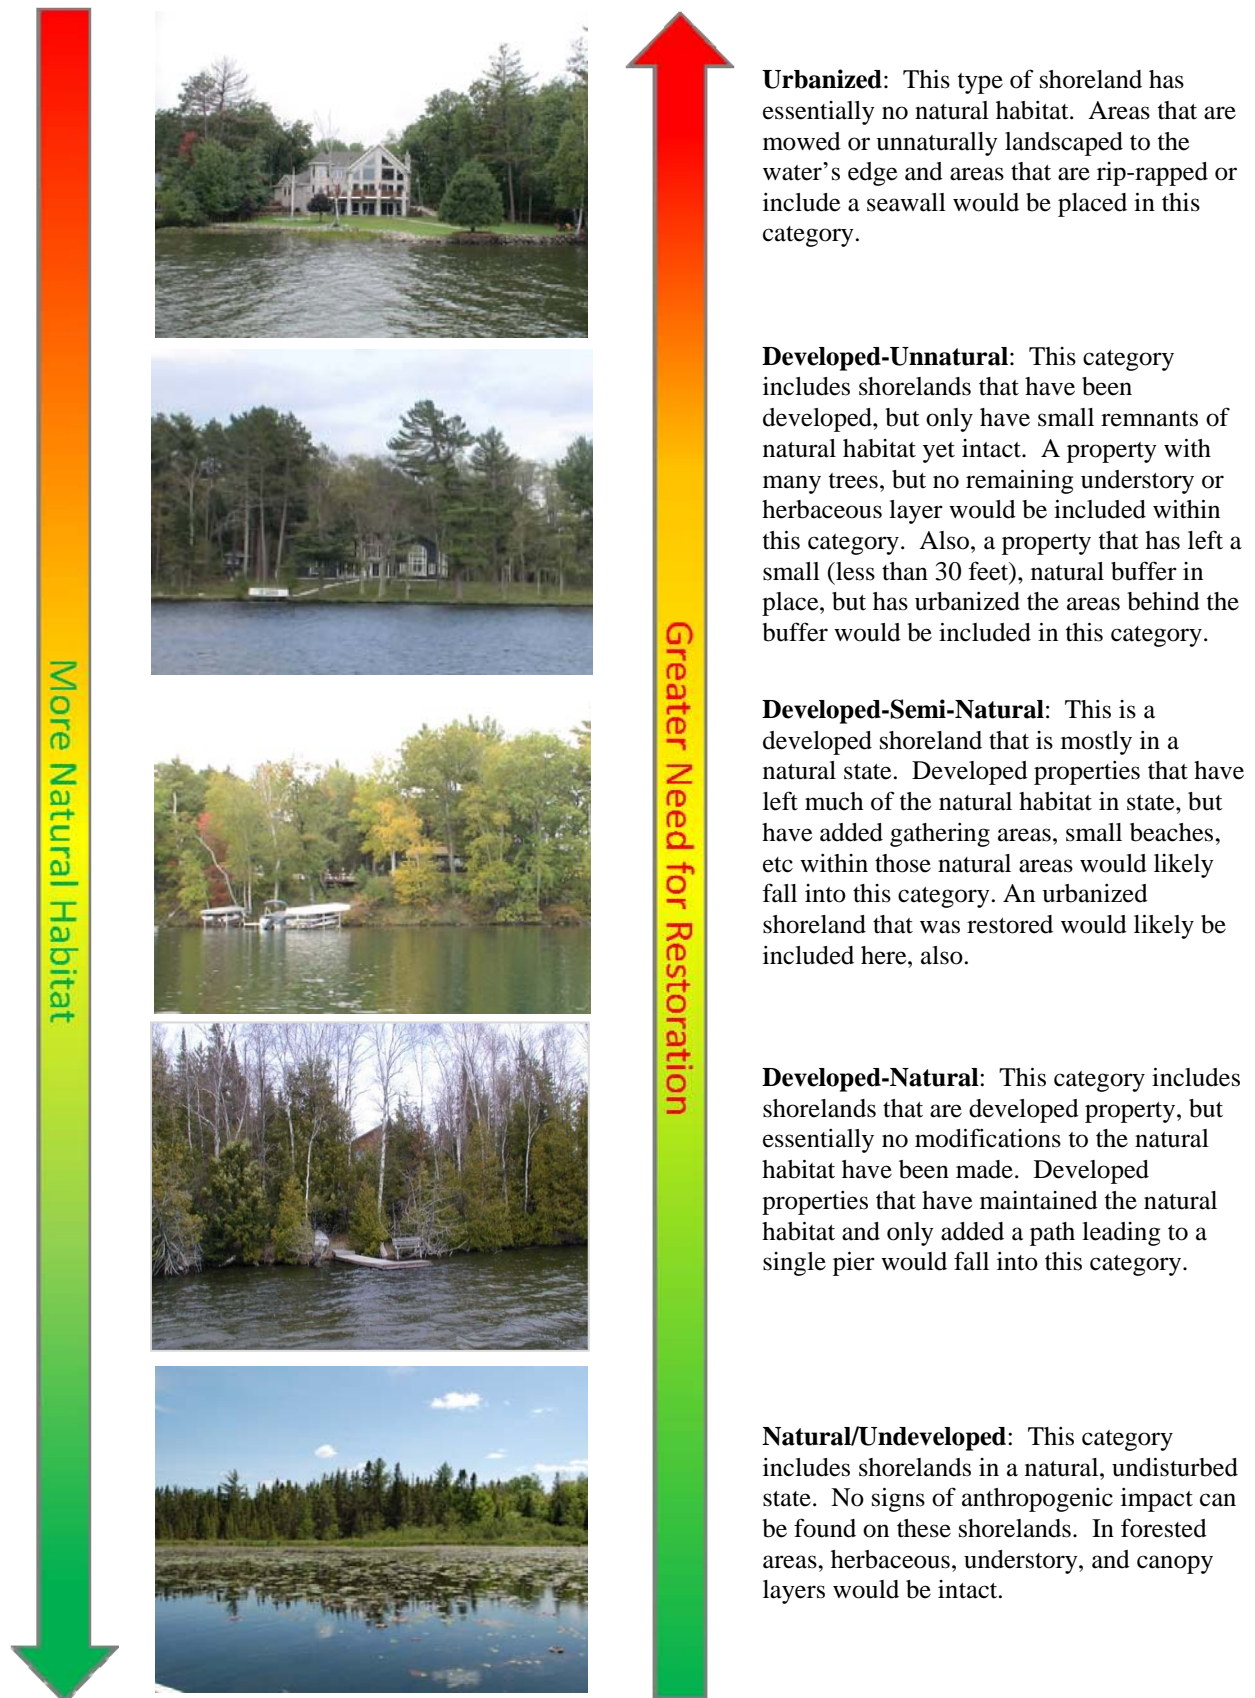 More Natural Habitat
Greater Need for Restoration
Urbanized:  This type of shoreland has
essentially no natural habitat.  Areas that are
mowed or unnaturally landscaped to the
water's edge and areas that are rip-rapped or
include a seawall would be placed in this
category.
Developed-Unnatural:  This category
includes shorelands that have been
developed, but only have small remnants of
natural habitat yet intact.  A property with
many trees, but no remaining understory or
herbaceous layer would be included within
this category.  Also, a property that has left a
small (less than 30 feet), natural buffer in
place, but has urbanized the areas behind the
buffer would be included in this category.
Developed-Semi-Natural:  This is a
developed shoreland that is mostly in a
natural state.  Developed properties that have
left much of the natural habitat in state, but
have added gathering areas, small beaches,
etc within those natural areas would likely
fall into this category. An urbanized
shoreland that was restored would likely be
included here, also.
Developed-Natural:  This category includes
shorelands that are developed property, but
essentially no modifications to the natural
habitat have been made.  Developed
properties that have maintained the natural
habitat and only added a path leading to a
single pier would fall into this category.
Natural/Undeveloped:  This category
includes shorelands in a natural, undisturbed
state.  No signs of anthropogenic impact can
be found on these shorelands.  In forested
areas, herbaceous, understory, and canopy
layers would be intact.